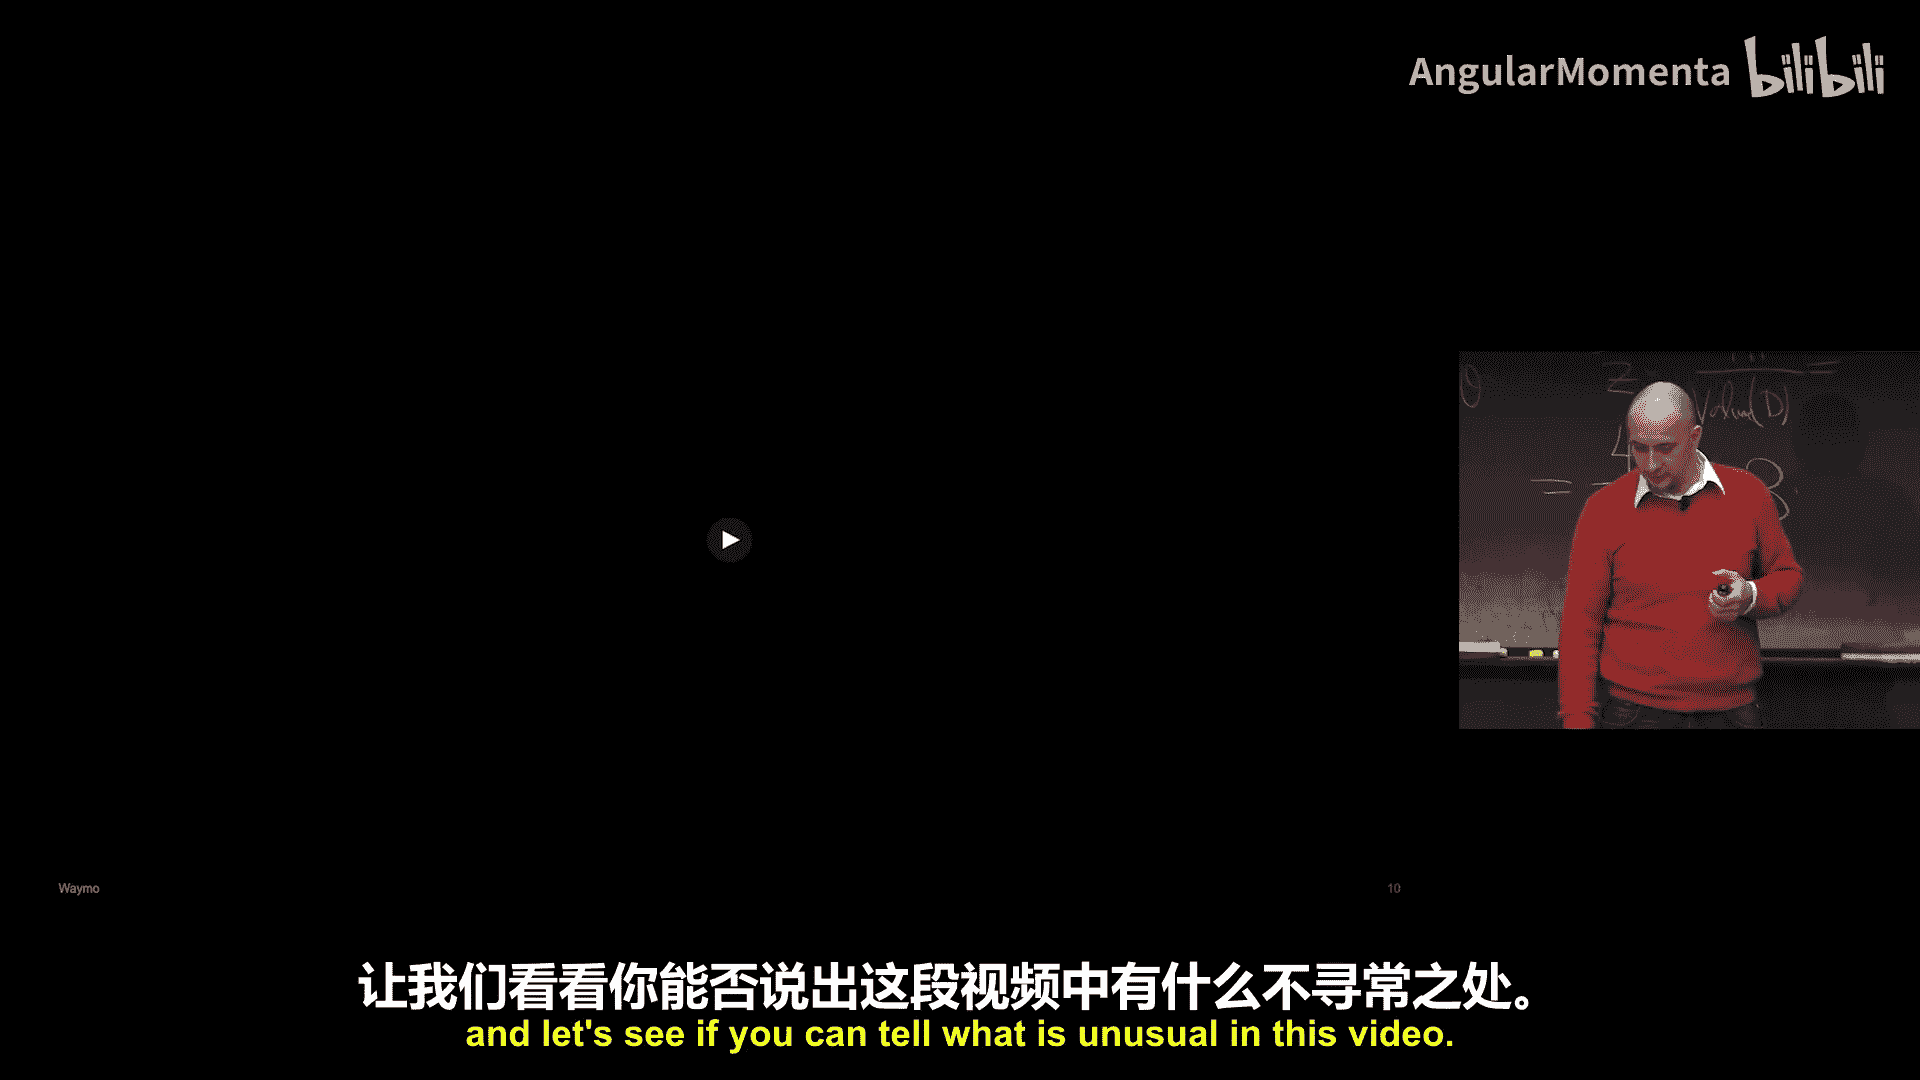 AngularMomenta bilibili
Z =
Volum(D)
Waymo
10
让我们看看你能否说出这段视频中有什么不寻常之处。
and let's see if you can tell what is unusual in this video.